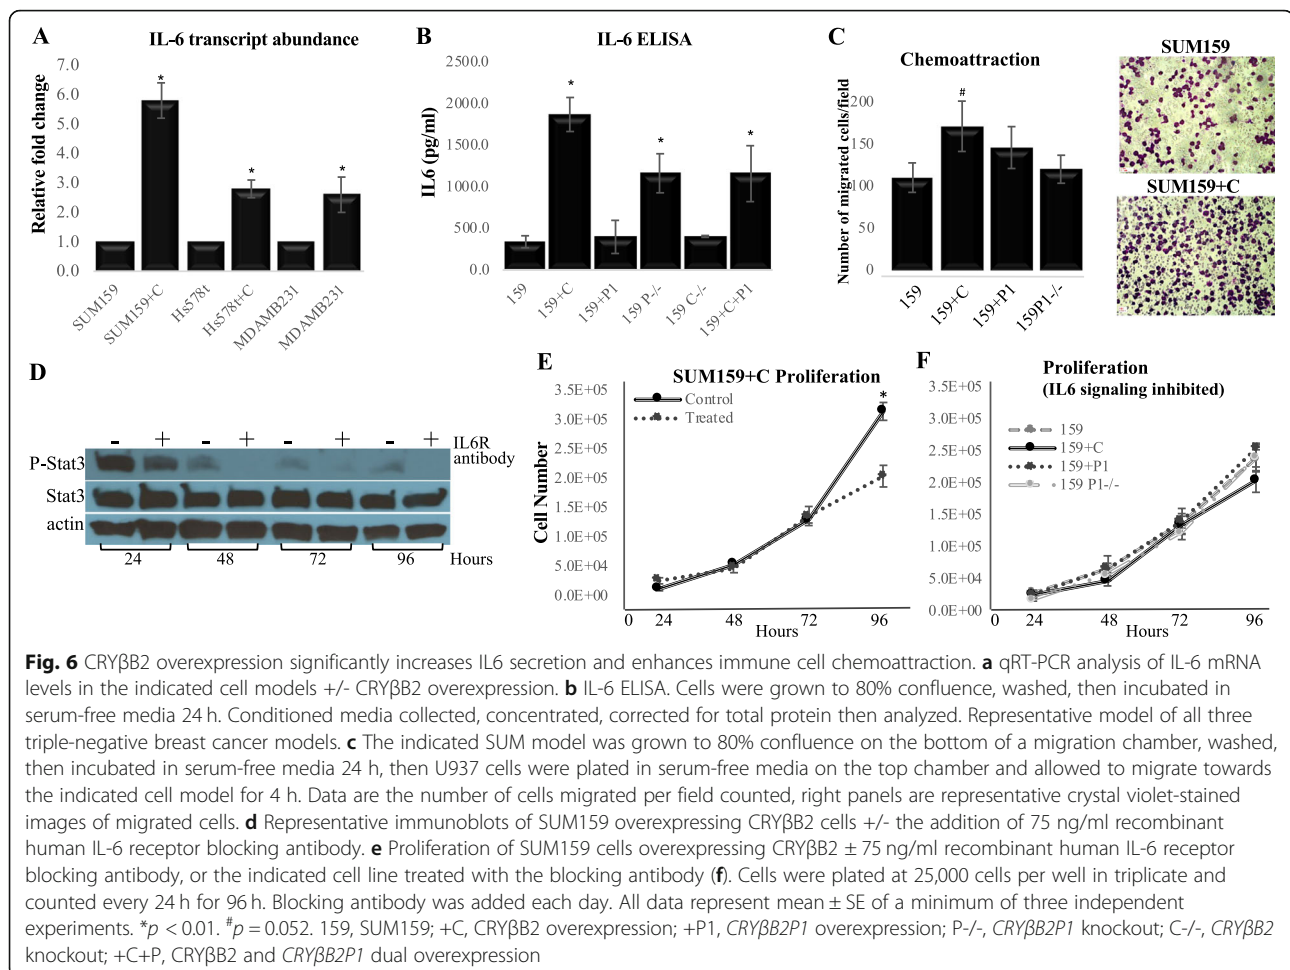 A
IL-6 transcript abundance
Relative fold change
7.0
6.0
5.0
4.0
3.0
2.0
1.0
0.0
*
*
*
SUM159
SUM159+C
Hs578t
Hs578t+C
MDAMB231
MDAMB231
B
IL-6 ELISA
IL6 (pg/ml)
2500.0
2000.0
1500.0
1000.0
500.0
0.0
*
*
*
159
159+C
159+P1
159 P-/-
159 C-/-
159+C+P1
C
Chemoattraction
Number of migrated cells/field
200
150
100
50
0
#
159
159+C
159+P1
159P1-/-
SUM159
SUM159+C
D
- + - + - + - +
IL6R
antibody
P-Stat3
Stat3
actin
24 48 72 96 Hours
E
SUM159+C Proliferation
Control
Treated
Cell Number
3.5E+05
3.0E+05
2.5E+05
2.0E+05
1.5E+05
1.0E+05
5.0E+04
0.0E+00
*
0 24 48 72 96
Hours
F
Proliferation
(IL6 signaling inhibited)
159
159+C
159+P1
159 P1-/-
3.5E+05
3.0E+05
2.5E+05
2.0E+05
1.5E+05
1.0E+05
5.0E+04
0.0E+00
0 24 48 72 96
Hours
Fig. 6 CRYβB2 overexpression significantly increases IL6 secretion and enhances immune cell chemoattraction. a qRT-PCR analysis of IL-6 mRNA
levels in the indicated cell models +/- CRYβB2 overexpression. b IL-6 ELISA. Cells were grown to 80% confluence, washed, then incubated in
serum-free media 24 h. Conditioned media collected, concentrated, corrected for total protein then analyzed. Representative model of all three
triple-negative breast cancer models. c The indicated SUM model was grown to 80% confluence on the bottom of a migration chamber, washed,
then incubated in serum-free media 24 h, then U937 cells were plated in serum-free media on the top chamber and allowed to migrate towards
the indicated cell model for 4 h. Data are the number of cells migrated per field counted, right panels are representative crystal violet-stained
images of migrated cells. d Representative immunoblots of SUM159 overexpressing CRYβB2 cells +/- the addition of 75 ng/ml recombinant
human IL-6 receptor blocking antibody. e Proliferation of SUM159 cells overexpressing CRYβB2 ± 75 ng/ml recombinant human IL-6 receptor
blocking antibody, or the indicated cell line treated with the blocking antibody (f). Cells were plated at 25,000 cells per well in triplicate and
counted every 24 h for 96 h. Blocking antibody was added each day. All data represent mean ± SE of a minimum of three independent
experiments. *p < 0.01. #p = 0.052. 159, SUM159; +C, CRYβB2 overexpression; +P1, CRYβB2P1 overexpression; P-/-, CRYβB2P1 knockout; C-/-, CRYβB2
knockout; +C+P, CRYβB2 and CRYβB2P1 dual overexpression